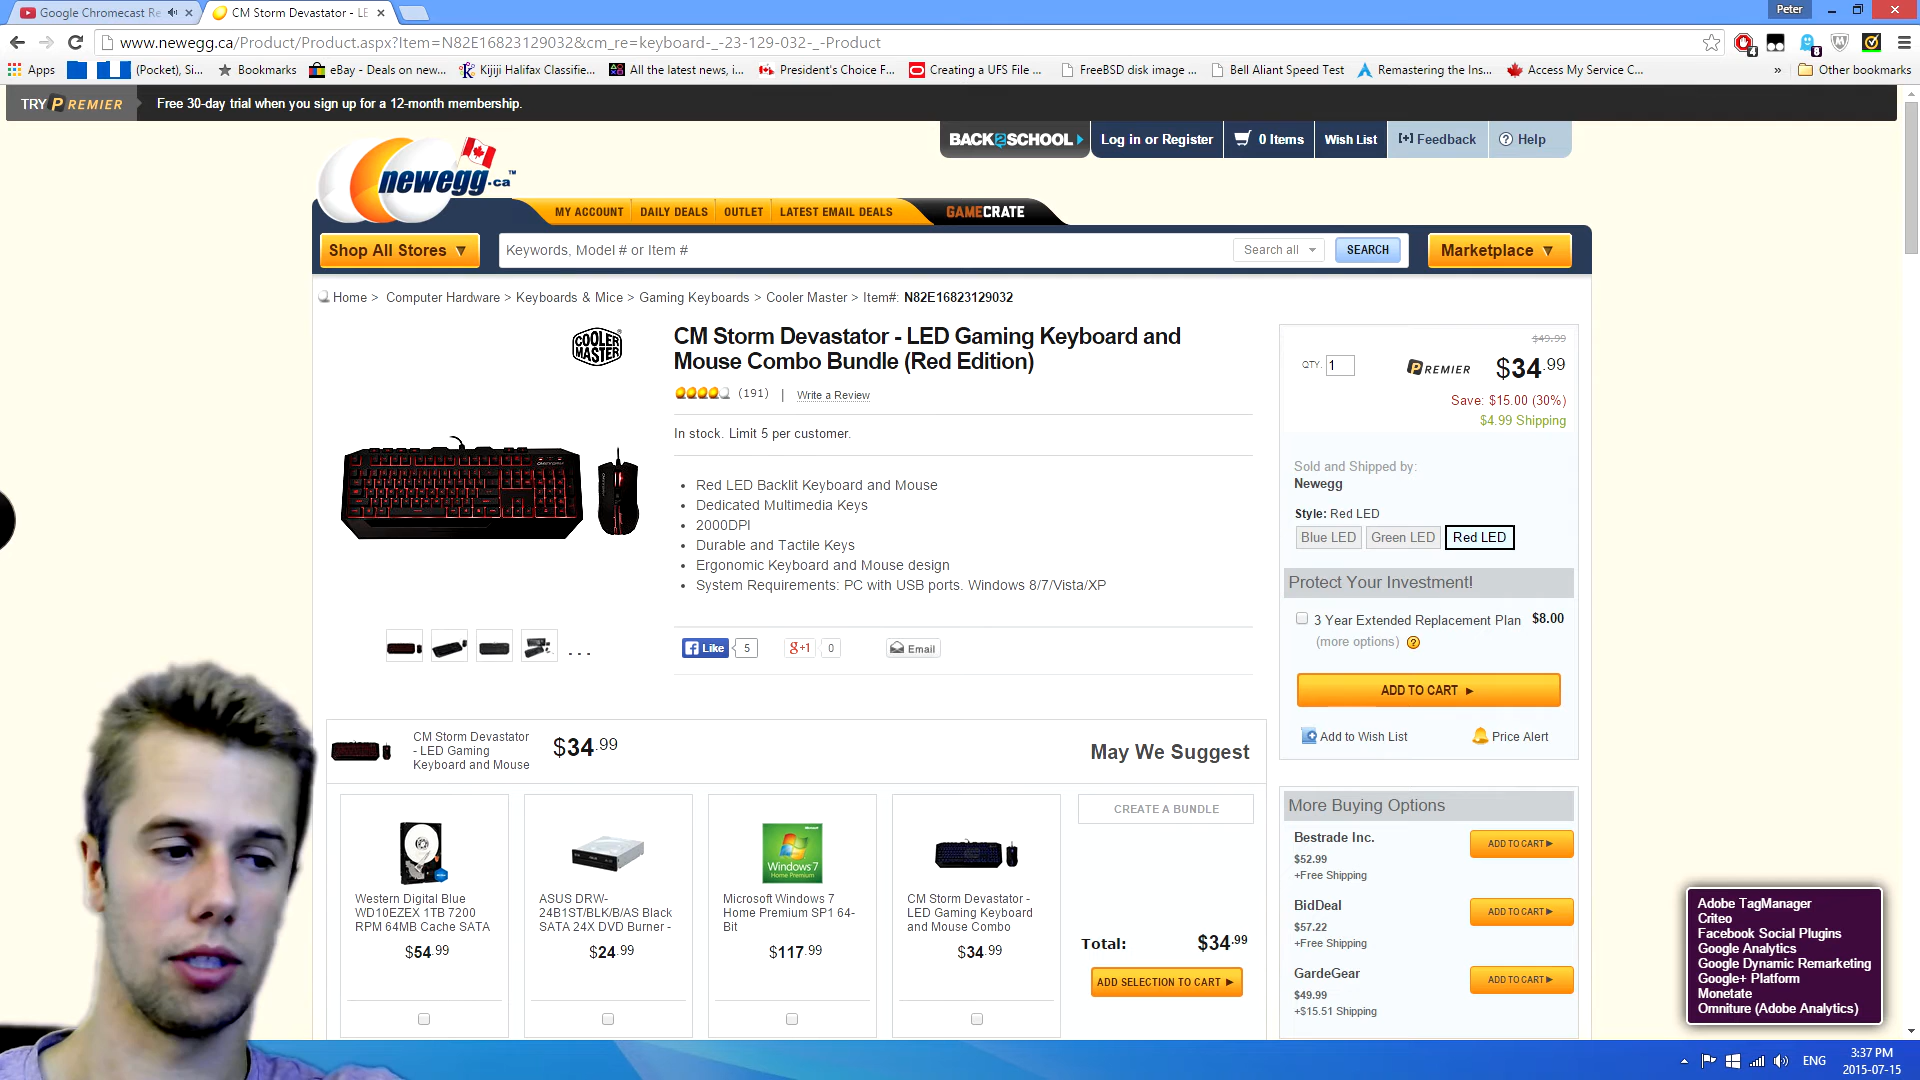 Google Chromecast Re
CM Storm Devastator - LE
Peter
www.newegg.ca/Product/Product.aspx?Item=N82E16823129032&cm_re=keyboard-_-23-129-032-_-Product
4
8
Apps
(Pocket), Si...
Bookmarks
eBay - Deals on new...
Kijiji Halifax Classifie...
All the latest news, i...
President's Choice F...
Creating a UFS File ...
FreeBSD disk image ...
Bell Aliant Speed Test
Remastering the Ins...
Access My Service C...
»
Other bookmarks
TRY PREMIER
Free 30-day trial when you sign up for a 12-month membership.
BACK2SCHOOL
Log in or Register
0 Items
Wish List
[+] Feedback
? Help
newegg.ca™
MY ACCOUNT
DAILY DEALS
OUTLET
LATEST EMAIL DEALS
GAMECRATE
Shop All Stores ▼
Keywords, Model # or Item #
Search all
SEARCH
Marketplace ▼
Home > Computer Hardware > Keyboards & Mice > Gaming Keyboards > Cooler Master > Item#: N82E16823129032
COOLER MASTER
CM Storm Devastator - LED Gaming Keyboard and
Mouse Combo Bundle (Red Edition)
(191) | Write a Review
In stock. Limit 5 per customer.
• Red LED Backlit Keyboard and Mouse
• Dedicated Multimedia Keys
• 2000DPI
• Durable and Tactile Keys
• Ergonomic Keyboard and Mouse design
• System Requirements: PC with USB ports. Windows 8/7/Vista/XP
...
Like 5
g+1 0
Email
$49.99
QTY. 1
PREMIER
$34.99
Save: $15.00 (30%)
$4.99 Shipping
Sold and Shipped by:
Newegg
Style: Red LED
Blue LED
Green LED
Red LED
Protect Your Investment!
3 Year Extended Replacement Plan $8.00
(more options) ?
ADD TO CART ►
Add to Wish List
Price Alert
CM Storm Devastator
- LED Gaming
Keyboard and Mouse
$34.99
May We Suggest
Western Digital Blue
WD10EZEX 1TB 7200
RPM 64MB Cache SATA
$54.99
ASUS DRW-
24B1ST/BLK/B/AS Black
SATA 24X DVD Burner -
$24.99
Windows 7
Home Premium
Microsoft Windows 7
Home Premium SP1 64-
Bit
$117.99
CM Storm Devastator -
LED Gaming Keyboard
and Mouse Combo
$34.99
CREATE A BUNDLE
Total: $34.99
ADD SELECTION TO CART ►
More Buying Options
Bestrade Inc.
$52.99
+Free Shipping
ADD TO CART ►
BidDeal
$57.22
+Free Shipping
ADD TO CART ►
GardeGear
$49.99
+$15.51 Shipping
ADD TO CART ►
Adobe TagManager
Criteo
Facebook Social Plugins
Google Analytics
Google Dynamic Remarketing
Google+ Platform
Monetate
Omniture (Adobe Analytics)
ENG
3:37 PM
2015-07-15